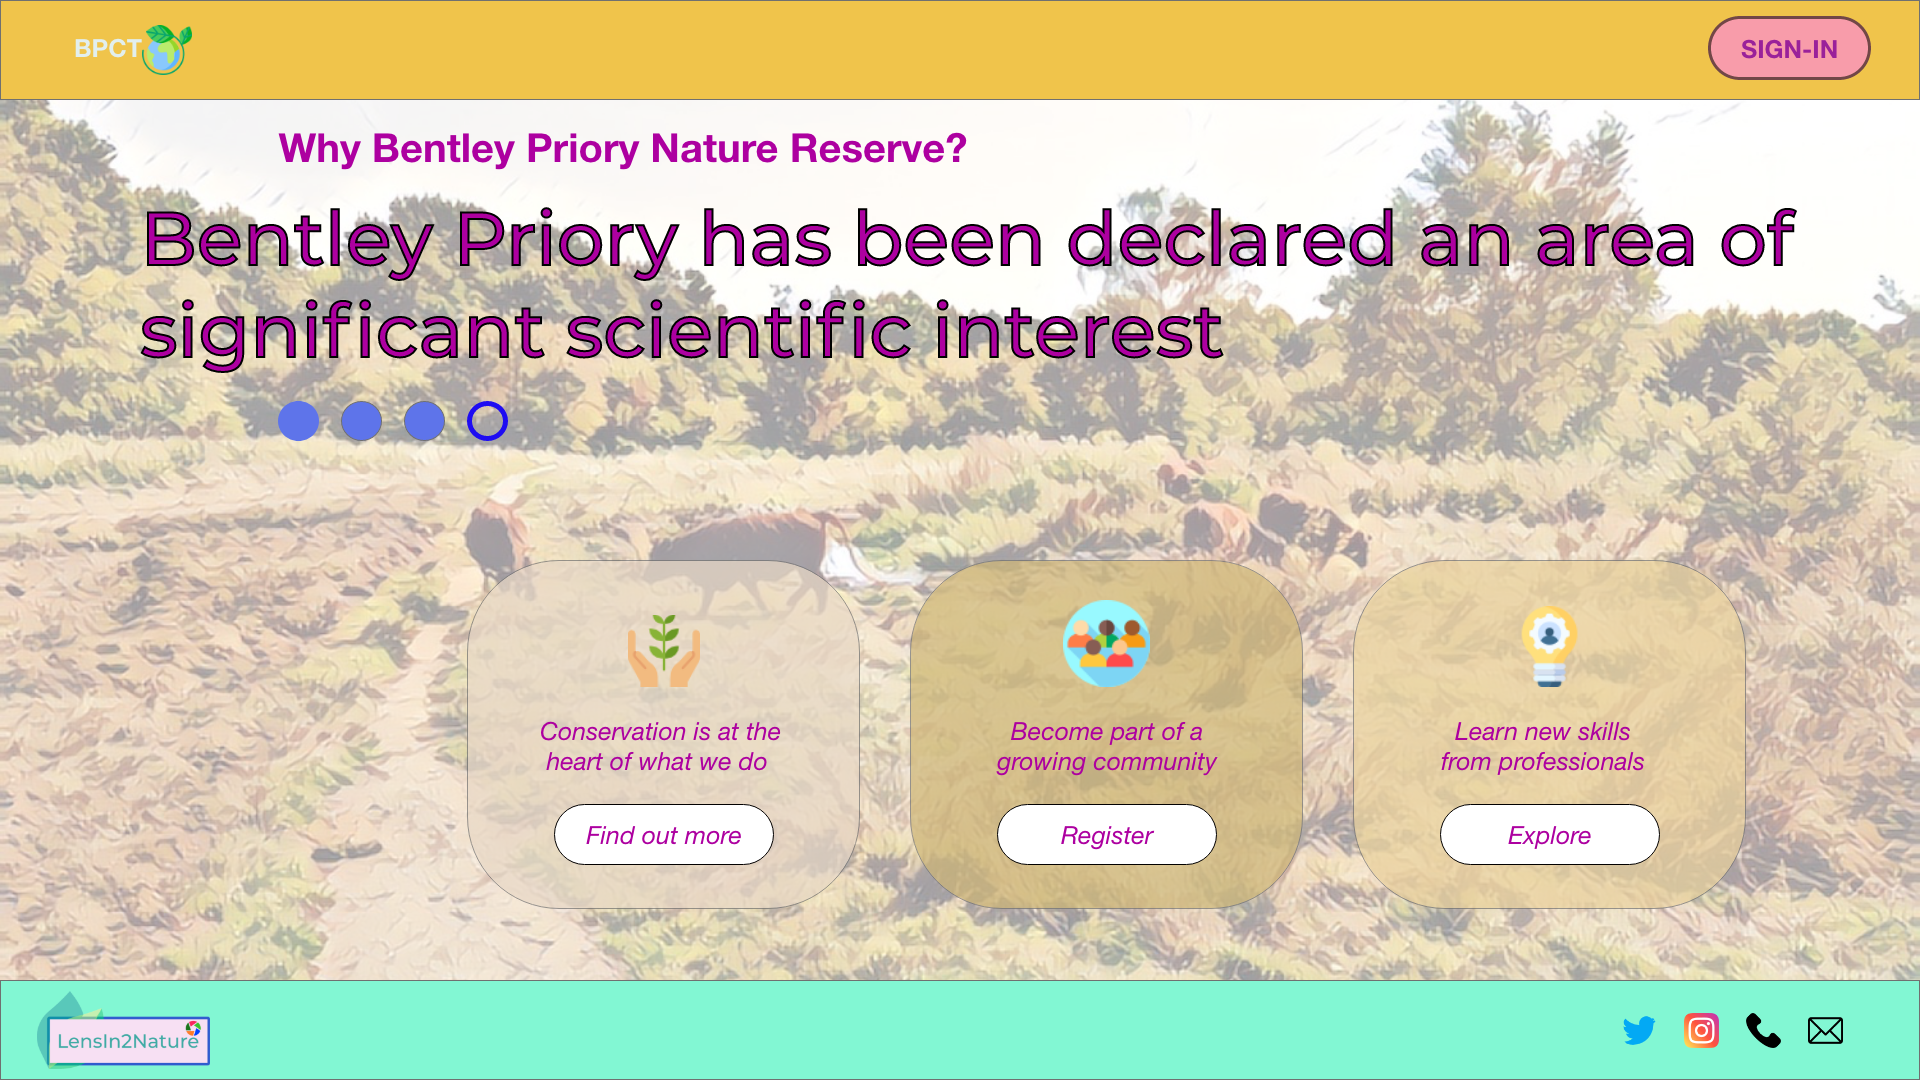 BPCT
SIGN-IN
Why Bentley Priory Nature Reserve?
Bentley Priory has been declared an area of
significant scientific interest
Conservation is at the
heart of what we do
Find out more
Become part of a
growing community
Register
Learn new skills
from professionals
Explore
LensIn2Nature